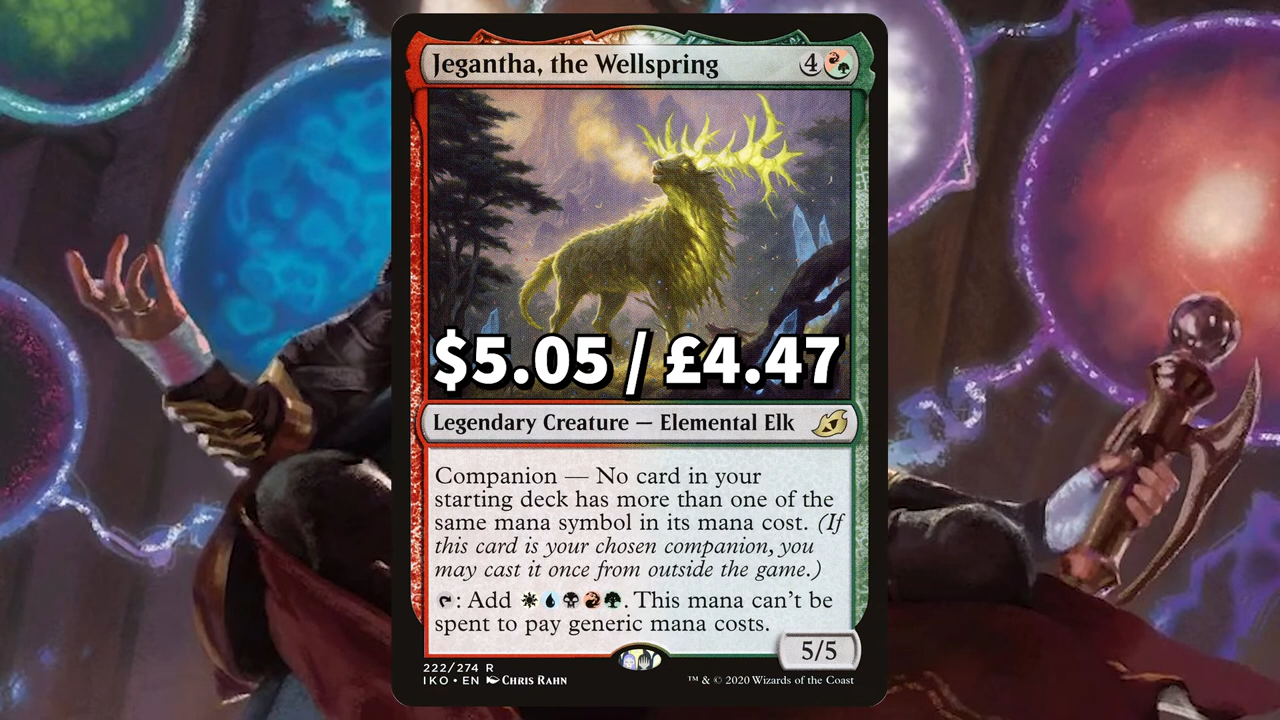 Jegantha, the Wellspring 4
$5.05 / £4.47
Legendary Creature — Elemental Elk
Companion — No card in your
starting deck has more than one of the
same mana symbol in its mana cost. (If
this card is your chosen companion, you
may cast it once from outside the game.)
: Add . This mana can't be
spent to pay generic mana costs.
5/5
222/274 R
IKO • EN Chris Rahn
™ & © 2020 Wizards of the Coast